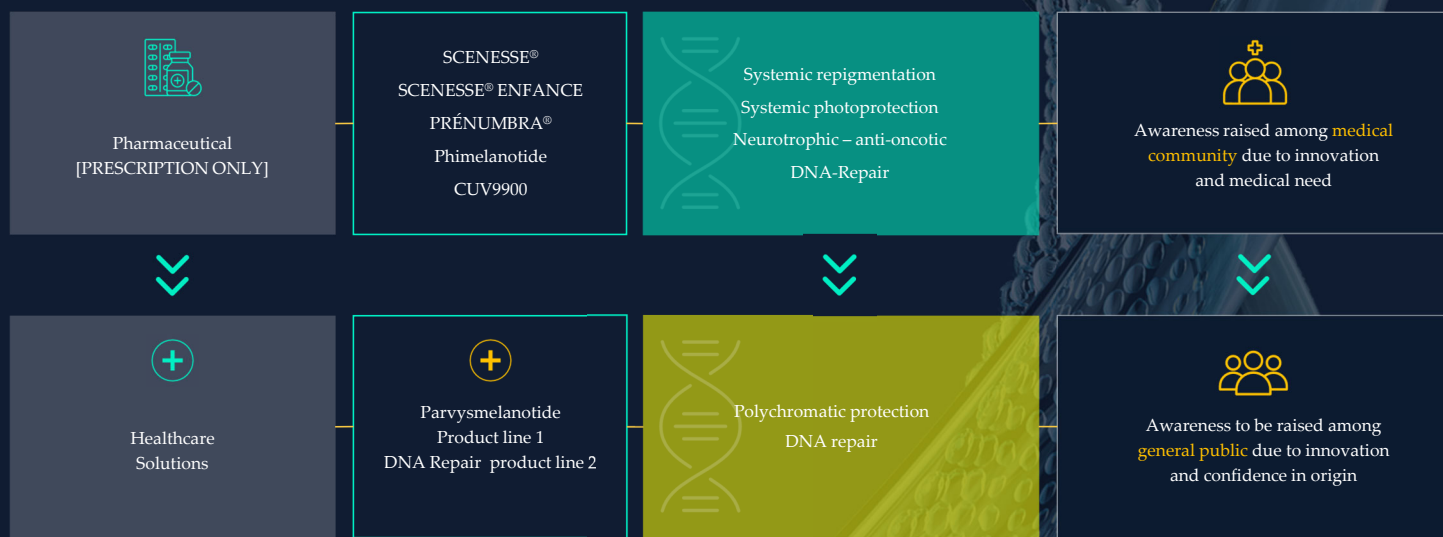 Pharmaceutical
[PRESCRIPTION ONLY]
SCENESSE®
SCENESSE® ENFANCE
PRÉNUMBRA®
Phimelanotide
CUV9900
Systemic repigmentation
Systemic photoprotection
Neurotrophic – anti-oncotic
DNA-Repair
Awareness raised among medical
community due to innovation
and medical need
Healthcare
Solutions
Parvysmelanotide
Product line 1
DNA Repair product line 2
Polychromatic protection
DNA repair
Awareness to be raised among
general public due to innovation
and confidence in origin